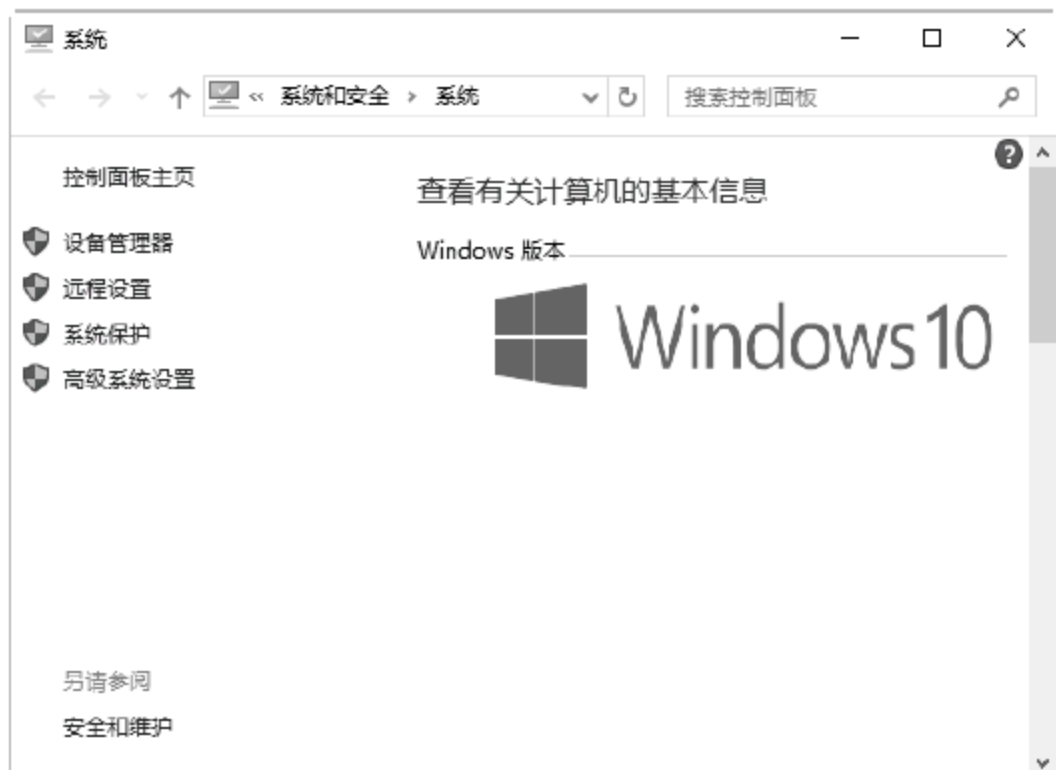 系统
« 系统和安全 › 系统
搜索控制面板
控制面板主页
查看有关计算机的基本信息
设备管理器
Windows 版本
远程设置
系统保护
高级系统设置
Windows 10
另请参阅
安全和维护